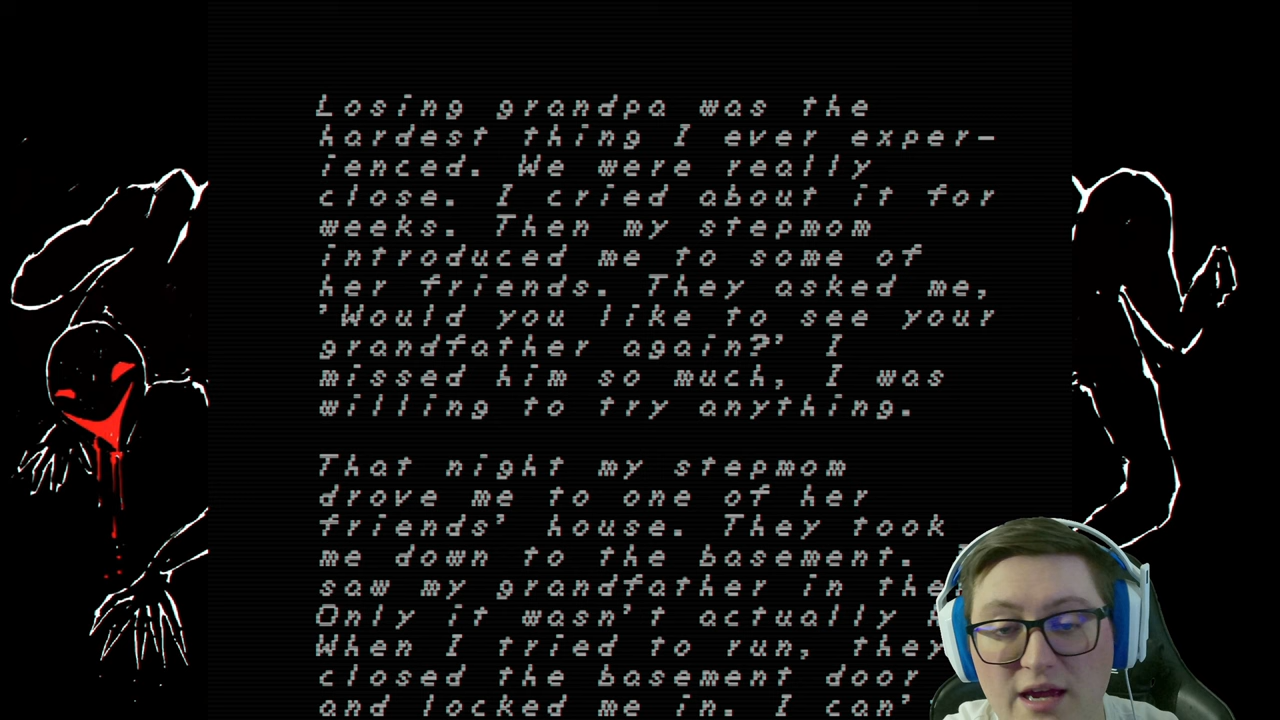 Losing grandpa was the
hardest thing I ever exper-
ienced. We were really
close. I cried about it for
weeks. Then my stepmom
introduced me to some of
her friends. They asked me,
'Would you like to see your
grandfather again?' I
missed him so much, I was
willing to try anything.
That night my stepmom
drove me to one of her
friends' house. They took
me down to the basement.
saw my grandfather in
Only it wasn't actually
When I tried to run, they
closed the basement door
and locked me in. I